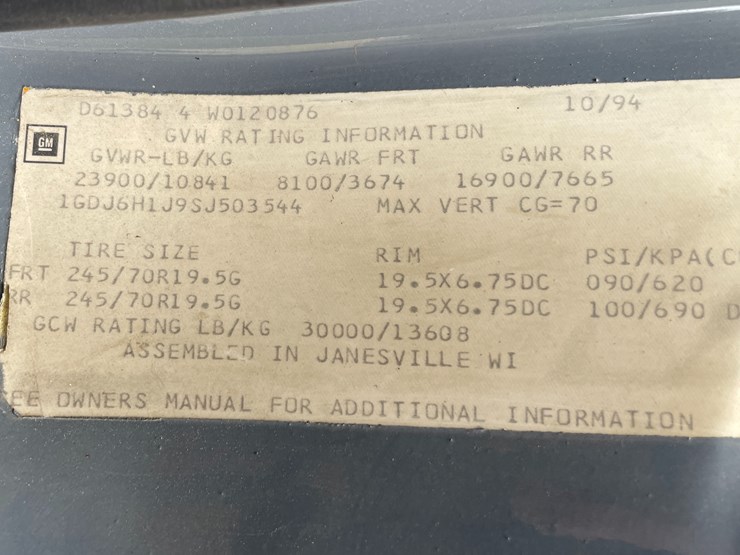 D61384 4 W0120876 10/94
GM
GVW RATING INFORMATION
GVWR-LB/KG GAWR FRT GAWR RR
23900/10841 8100/3674 16900/7665
1GDJ6H1J9SJ503544 MAX VERT CG=70
TIRE SIZE RIM PSI/KPA(C
FRT 245/70R19.5G 19.5X6.75DC 090/620
RR 245/70R19.5G 19.5X6.75DC 100/690 D
GCW RATING LB/KG 30000/13608
ASSEMBLED IN JANESVILLE WI
EE OWNERS MANUAL FOR ADDITIONAL INFORMATION